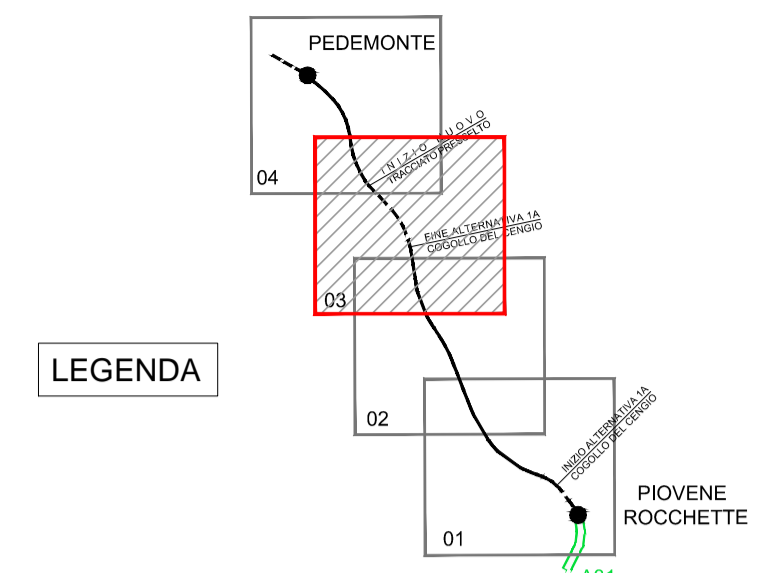 PEDEMONTE
INIZIO NUOVO
TRACCIATO PRESCELTO
04
FINE ALTERNATIVA 1A
COGOLLO DEL CENGIO
03
LEGENDA
02
INIZIO ALTERNATIVA 1A
COGOLLO DEL CENGIO
PIOVENE
ROCCHETTE
01